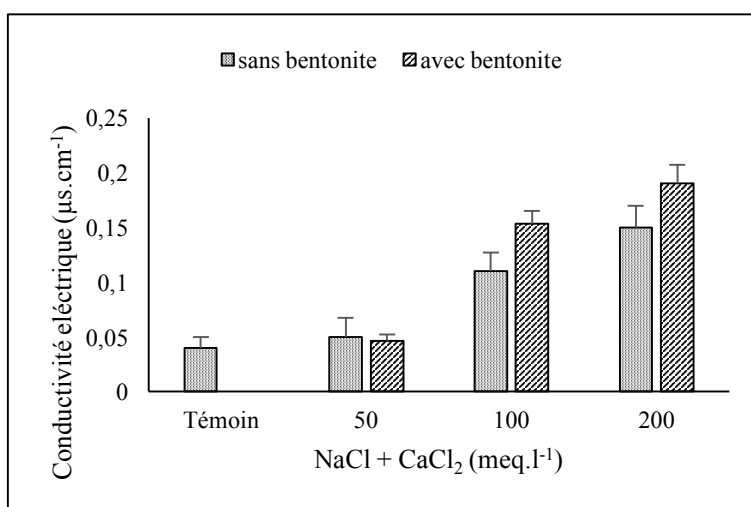 sans bentonite avec bentonite
Conductivité eléctrique (µs.cm-1)
0,25
0,2
0,15
0,1
0,05
0
Témoin 50 100 200
NaCl + CaCl2 (meq.l-1)